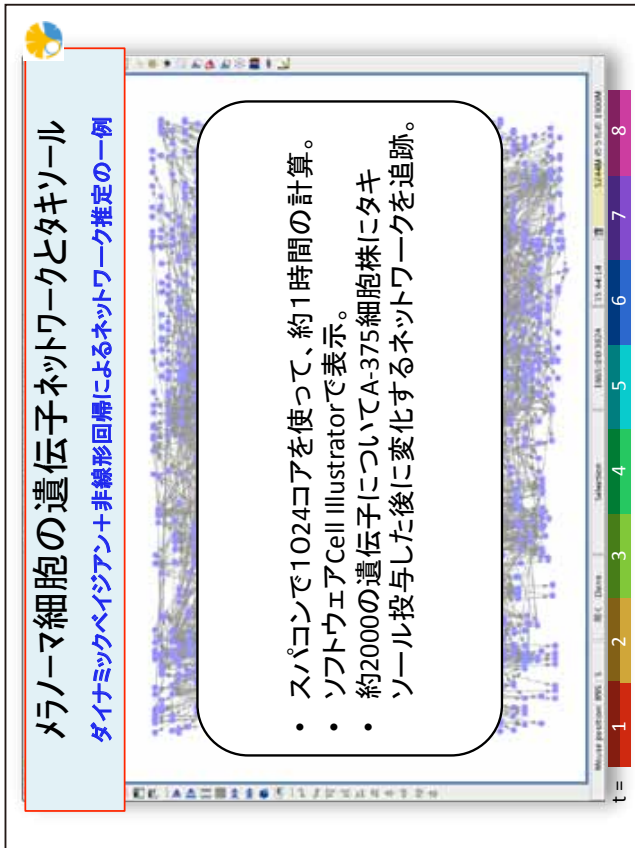 メラノーマ細胞の遺伝子ネットワークとタキソール
ダイナミックベイジアン＋非線形回帰によるネットワーク推定の一例
• スパコンで1024コアを使って、約１時間の計算。
• ソフトウェアCell Illustratorで表示。
• 約2000の遺伝子についてA-375細胞株にタキ
ソール投与した後に変化するネットワークを追跡。
Selection
15:44:14
t = 1 2 3 4 5 6 7 8